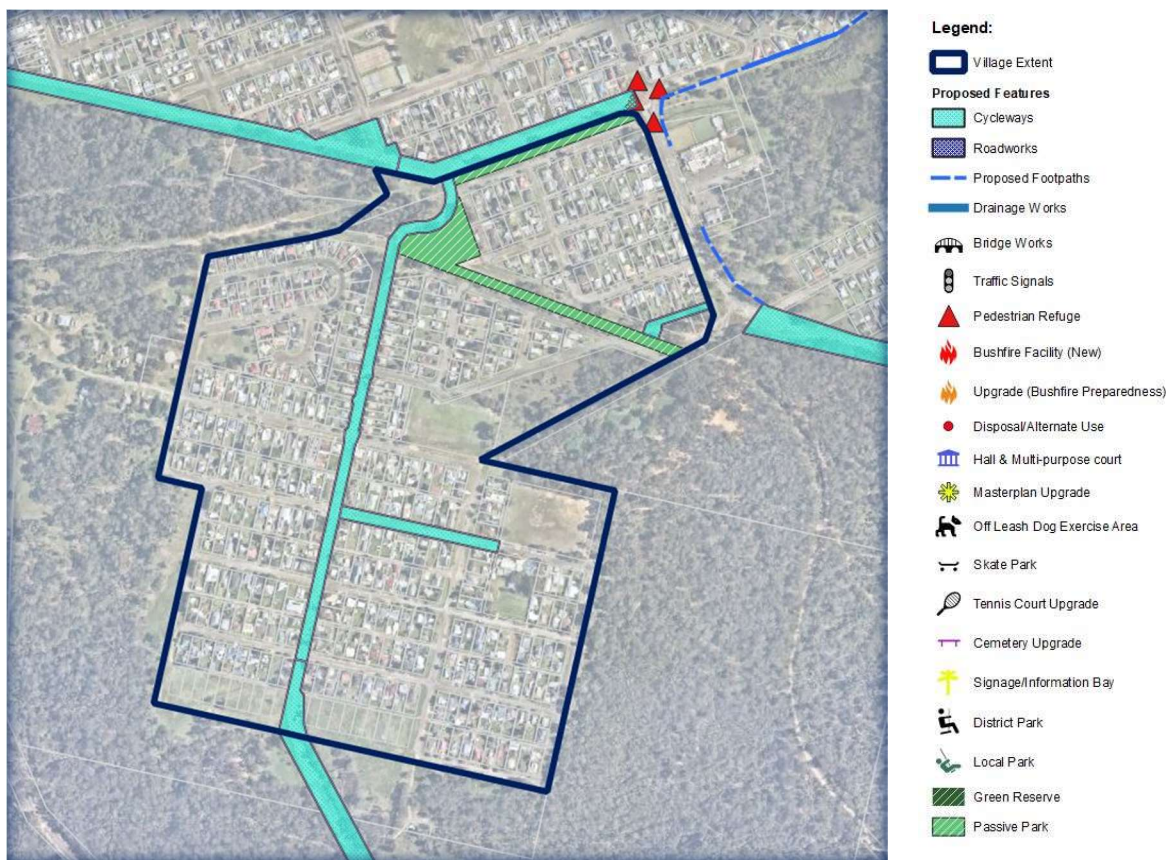 Legend:
Village Extent
Proposed Features
Cycleways
Roadworks
Proposed Footpaths
Drainage Works
Bridge Works
Traffic Signals
Pedestrian Refuge
Bushfire Facility (New)
Upgrade (Bushfire Preparedness)
Disposal/Alternate Use
Hall & Multi-purpose court
Masterplan Upgrade
Off Leash Dog Exercise Area
Skate Park
Tennis Court Upgrade
Cemetery Upgrade
Signage/Information Bay
District Park
Local Park
Green Reserve
Passive Park